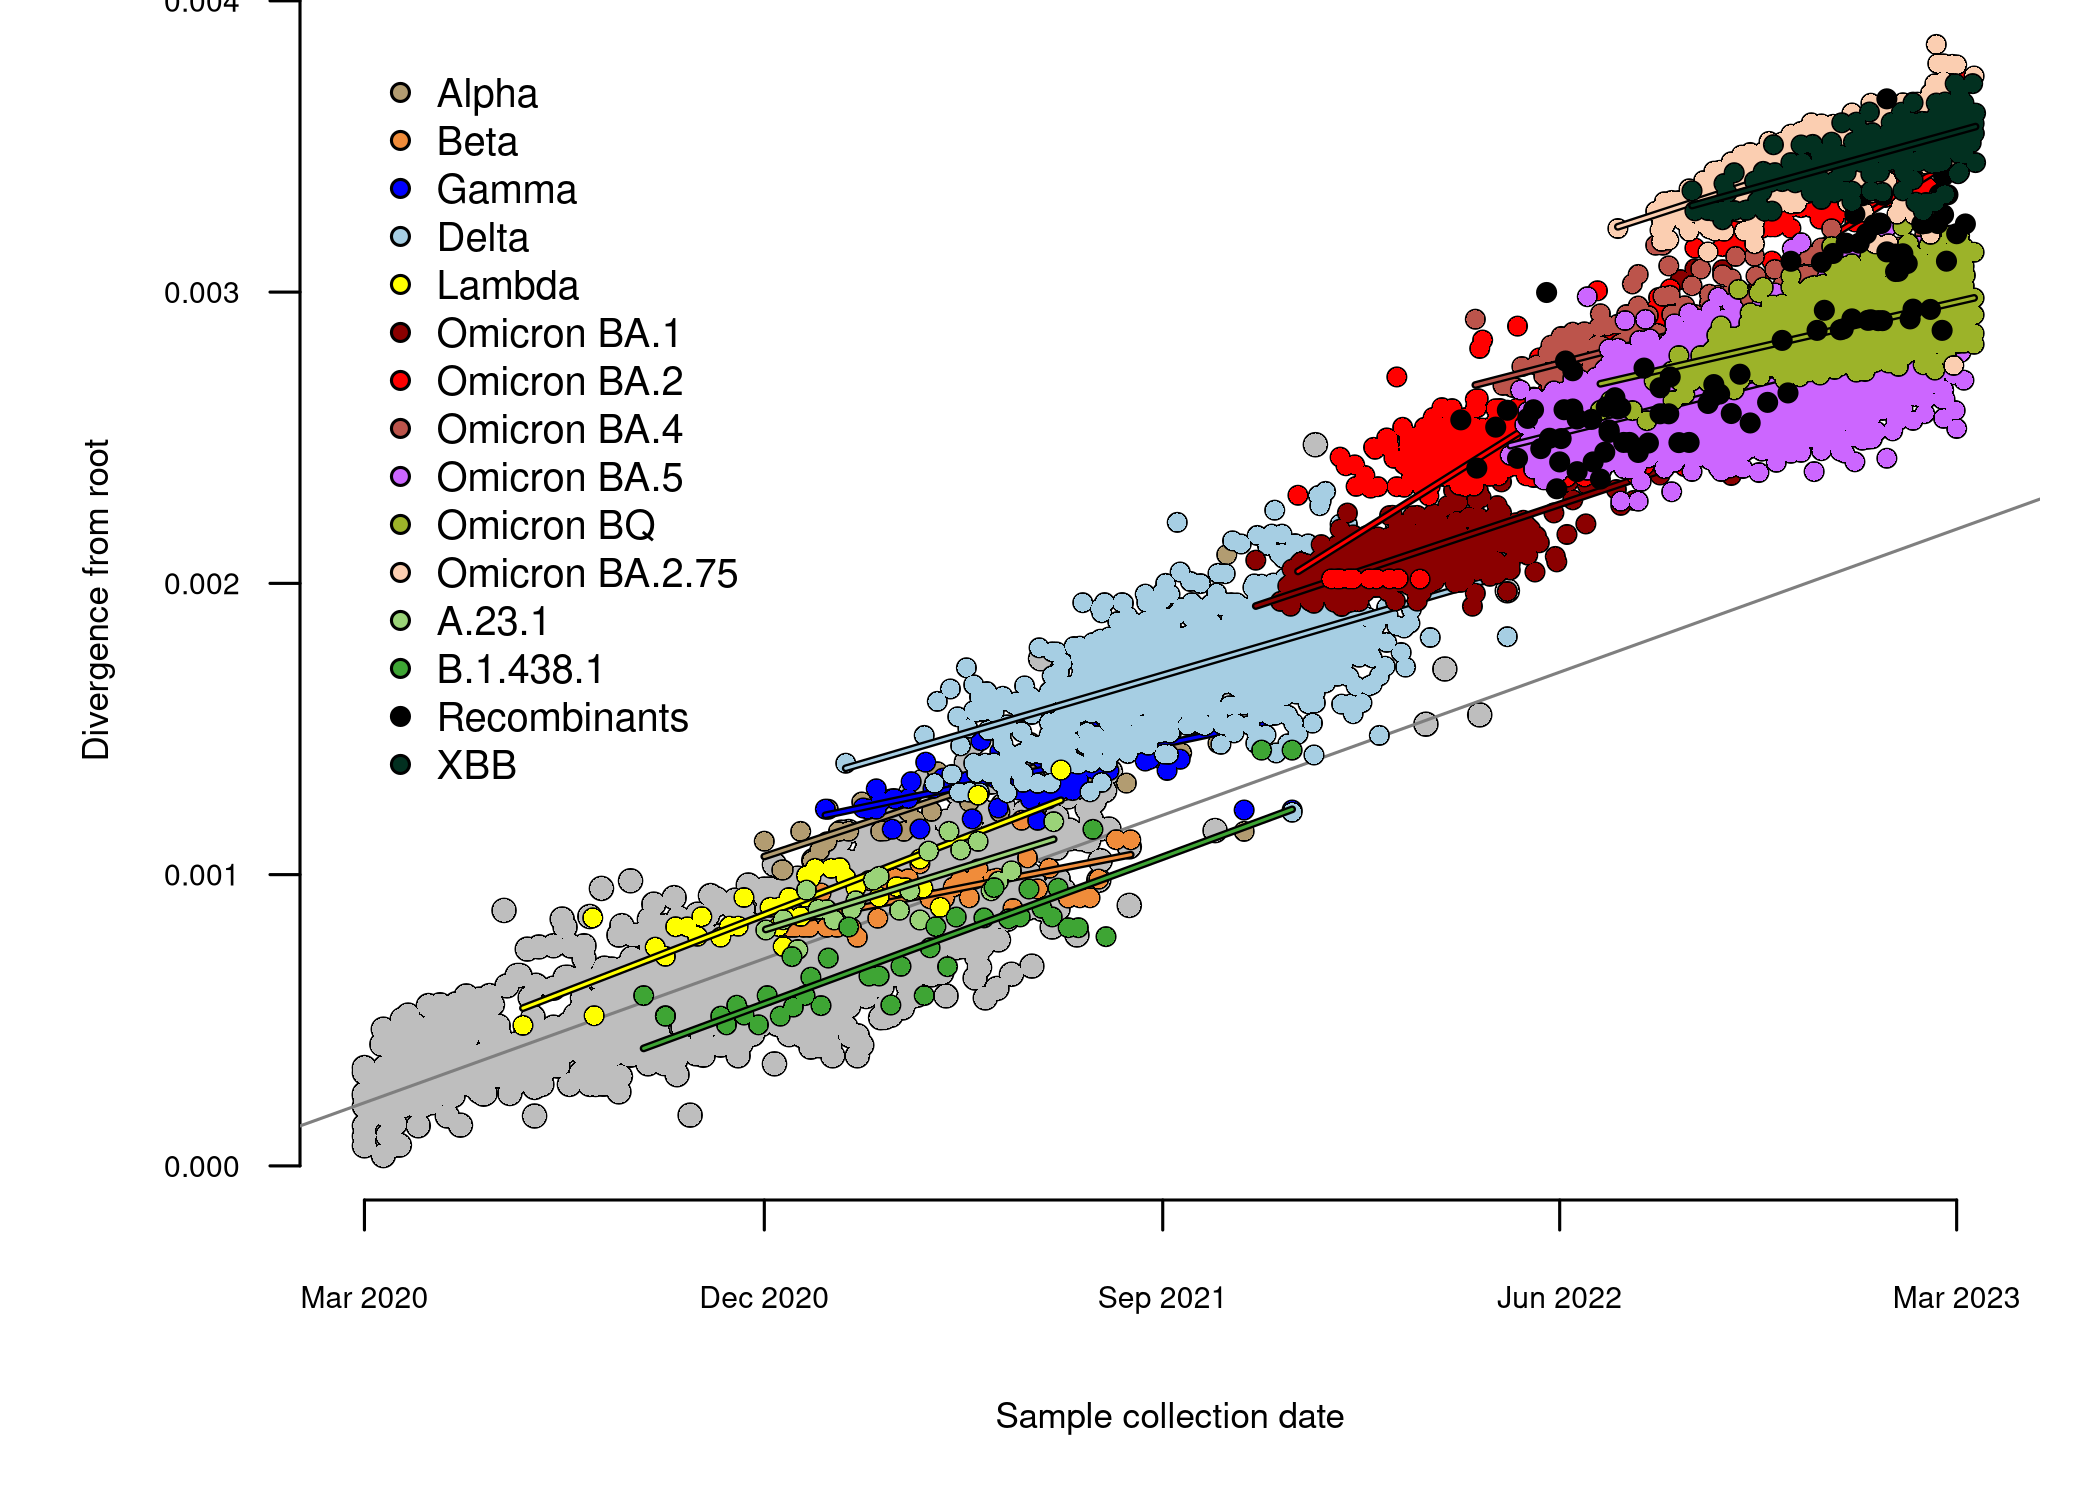 0.004
Alpha
Beta
Gamma
Delta
Lambda
Omicron BA.1
Omicron BA.2
Omicron BA.4
Omicron BA.5
Omicron BQ
Omicron BA.2.75
A.23.1
B.1.438.1
Recombinants
XBB
0.003
0.002
0.001
0.000
Divergence from root
Mar 2020
Dec 2020
Sep 2021
Jun 2022
Mar 2023
Sample collection date